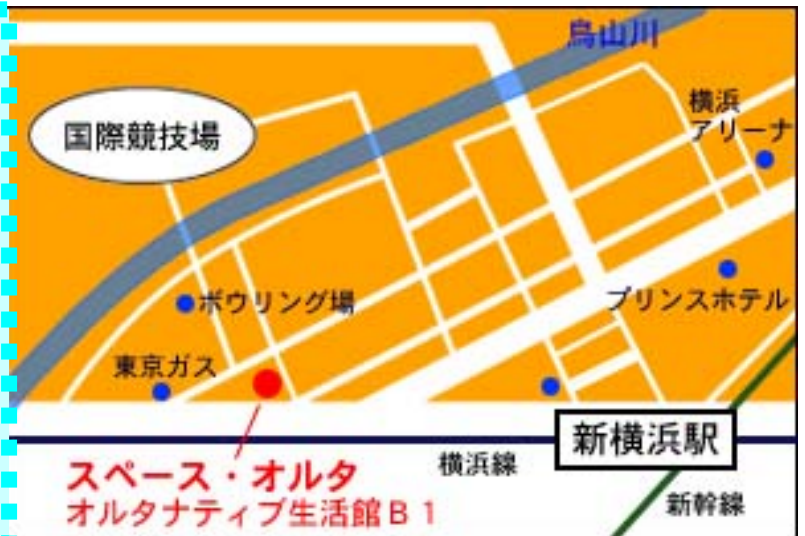 鳥山川
横浜
アリーナ
国際競技場
ボウリング場
プリンスホテル
東京ガス
新横浜駅
スペース・オルタ
オルタナティブ生活館B1
横浜線
新幹線